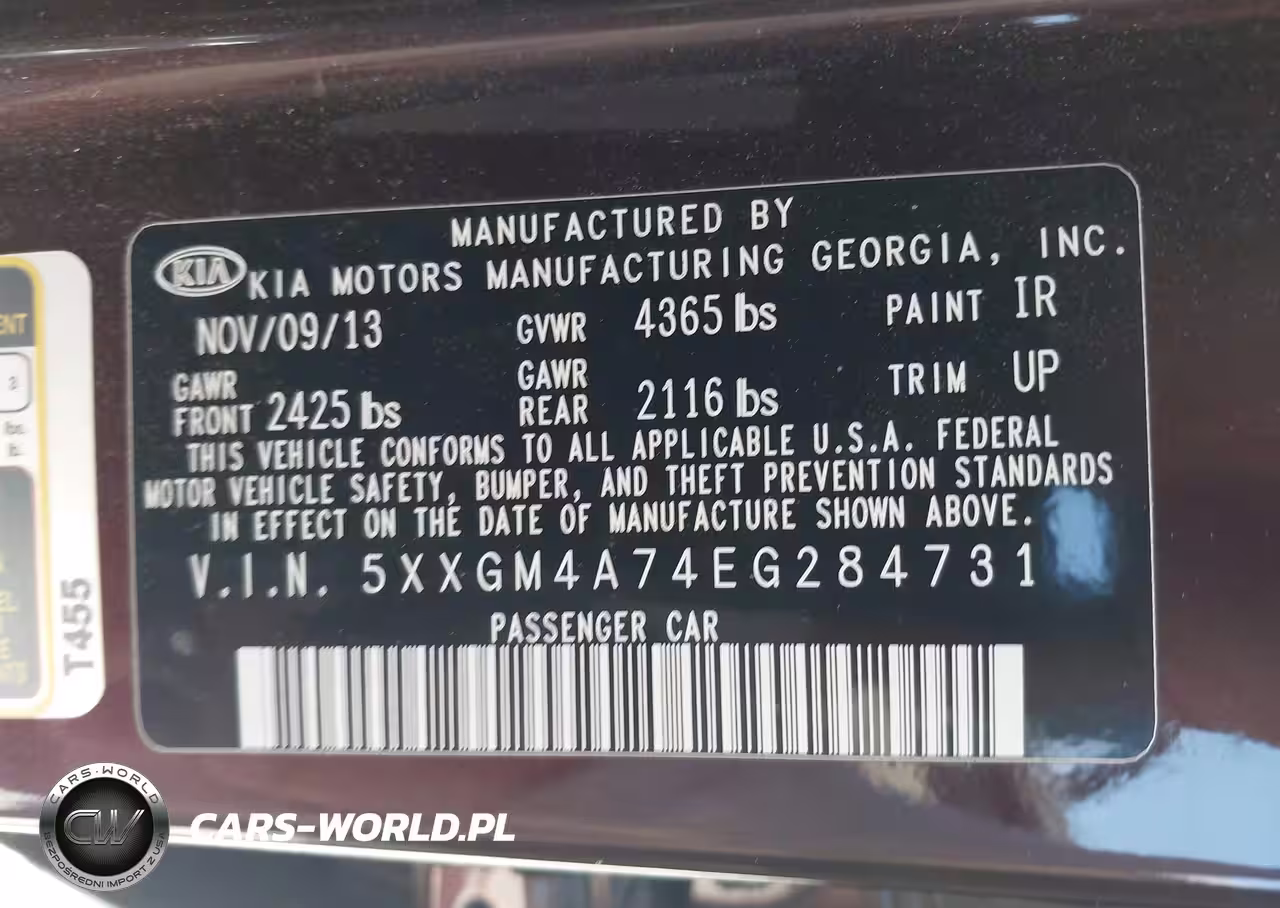 MANUFACTURED BY
KIA KIA MOTORS MANUFACTURING GEORGIA, INC.
NOV/09/13 GVWR 4365 lbs PAINT IR
GAWR FRONT 2425 lbs GAWR REAR 2116 lbs TRIM UP
THIS VEHICLE CONFORMS TO ALL APPLICABLE U.S.A. FEDERAL
MOTOR VEHICLE SAFETY, BUMPER, AND THEFT PREVENTION STANDARDS
IN EFFECT ON THE DATE OF MANUFACTURE SHOWN ABOVE.
V.I.N. 5XXGM4A74EG284731
PASSENGER CAR
T455
CARS-WORLD
CW
BEZPOŚREDNI IMPORT Z USA
CARS-WORLD.PL